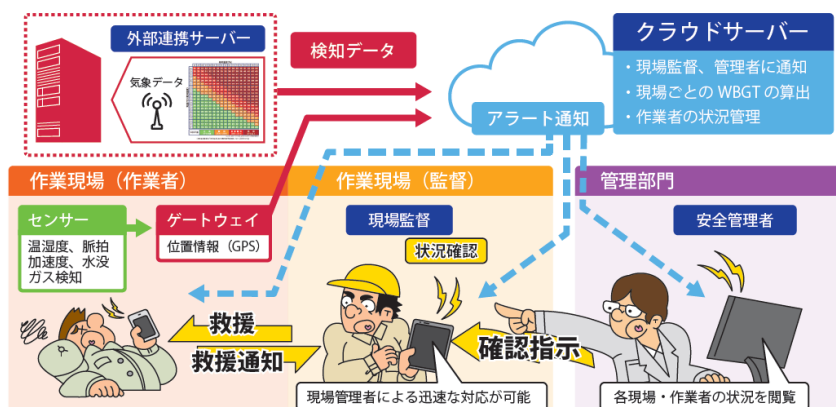 外部連携サーバー
気象データ
検知データ
クラウドサーバー
・現場監督、管理者に通知
・現場ごとの WBGT の算出
・作業者の状況管理
アラート通知
作業現場（作業者）
作業現場（監督）
管理部門
センサー
温湿度、脈拍
加速度、水没
ガス検知
ゲートウェイ
位置情報（GPS）
現場監督
状況確認
安全管理者
救援
救援通知
確認指示
現場管理者による迅速な対応が可能
各現場・作業者の状況を閲覧